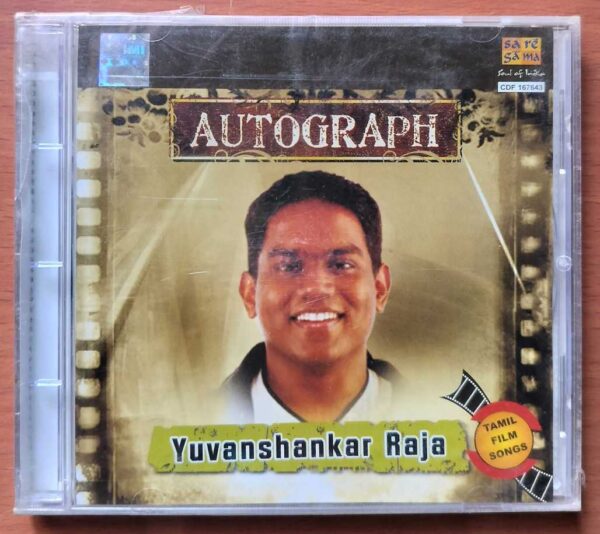 sa re
ga ma
Soul of India
CDF 167843
AUTOGRAPH
Yuvanshankar Raja
TAMIL
FILM
SONGS